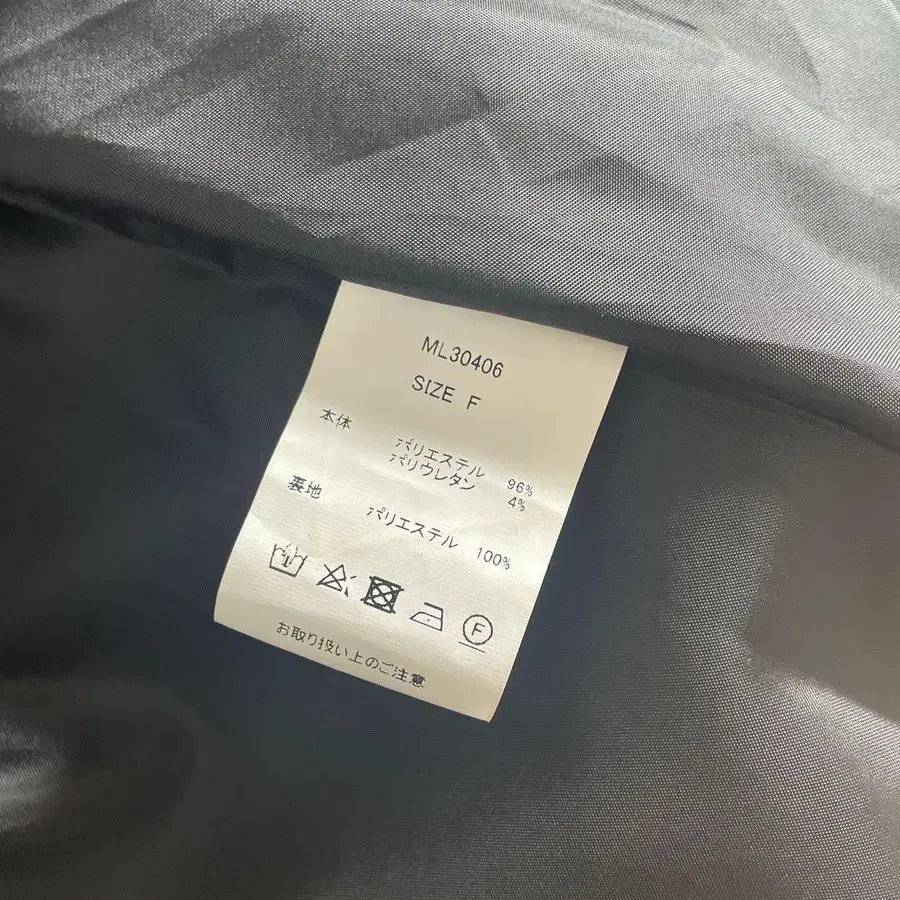 ML30406
SIZE F
本体
ポリエステル 96%
ポリウレタン 4%
裏地
ポリエステル 100%
F
お取り扱い上のご注意